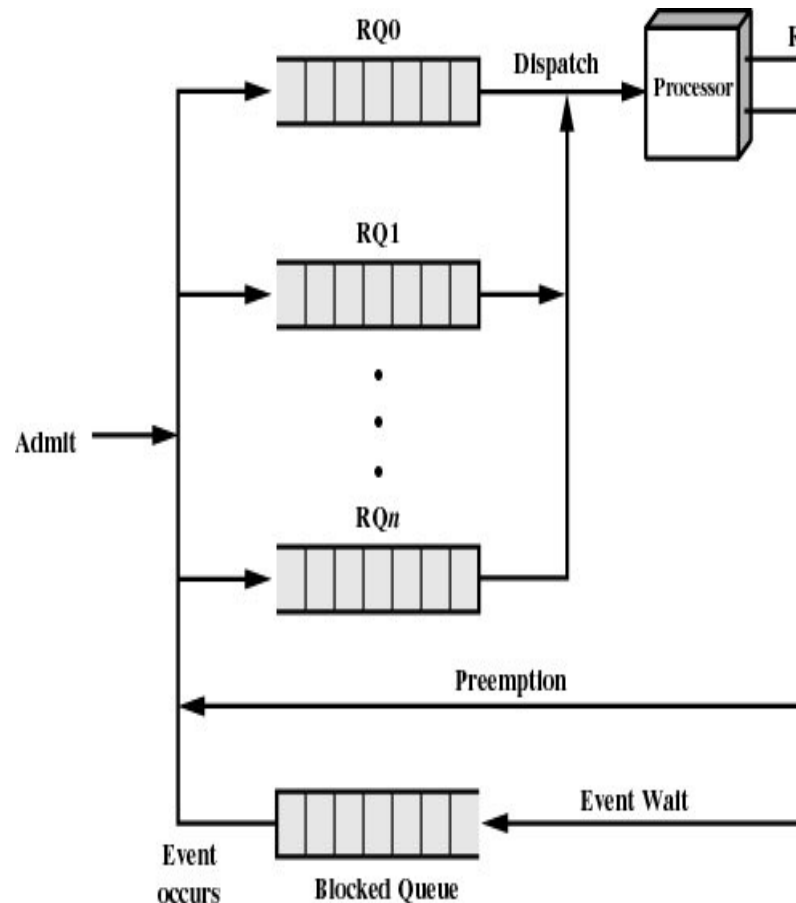 RQ0
Dispatch
Processor
R
RQ1
Admit
RQn
Preemption
Event Wait
Event
occurs
Blocked Queue